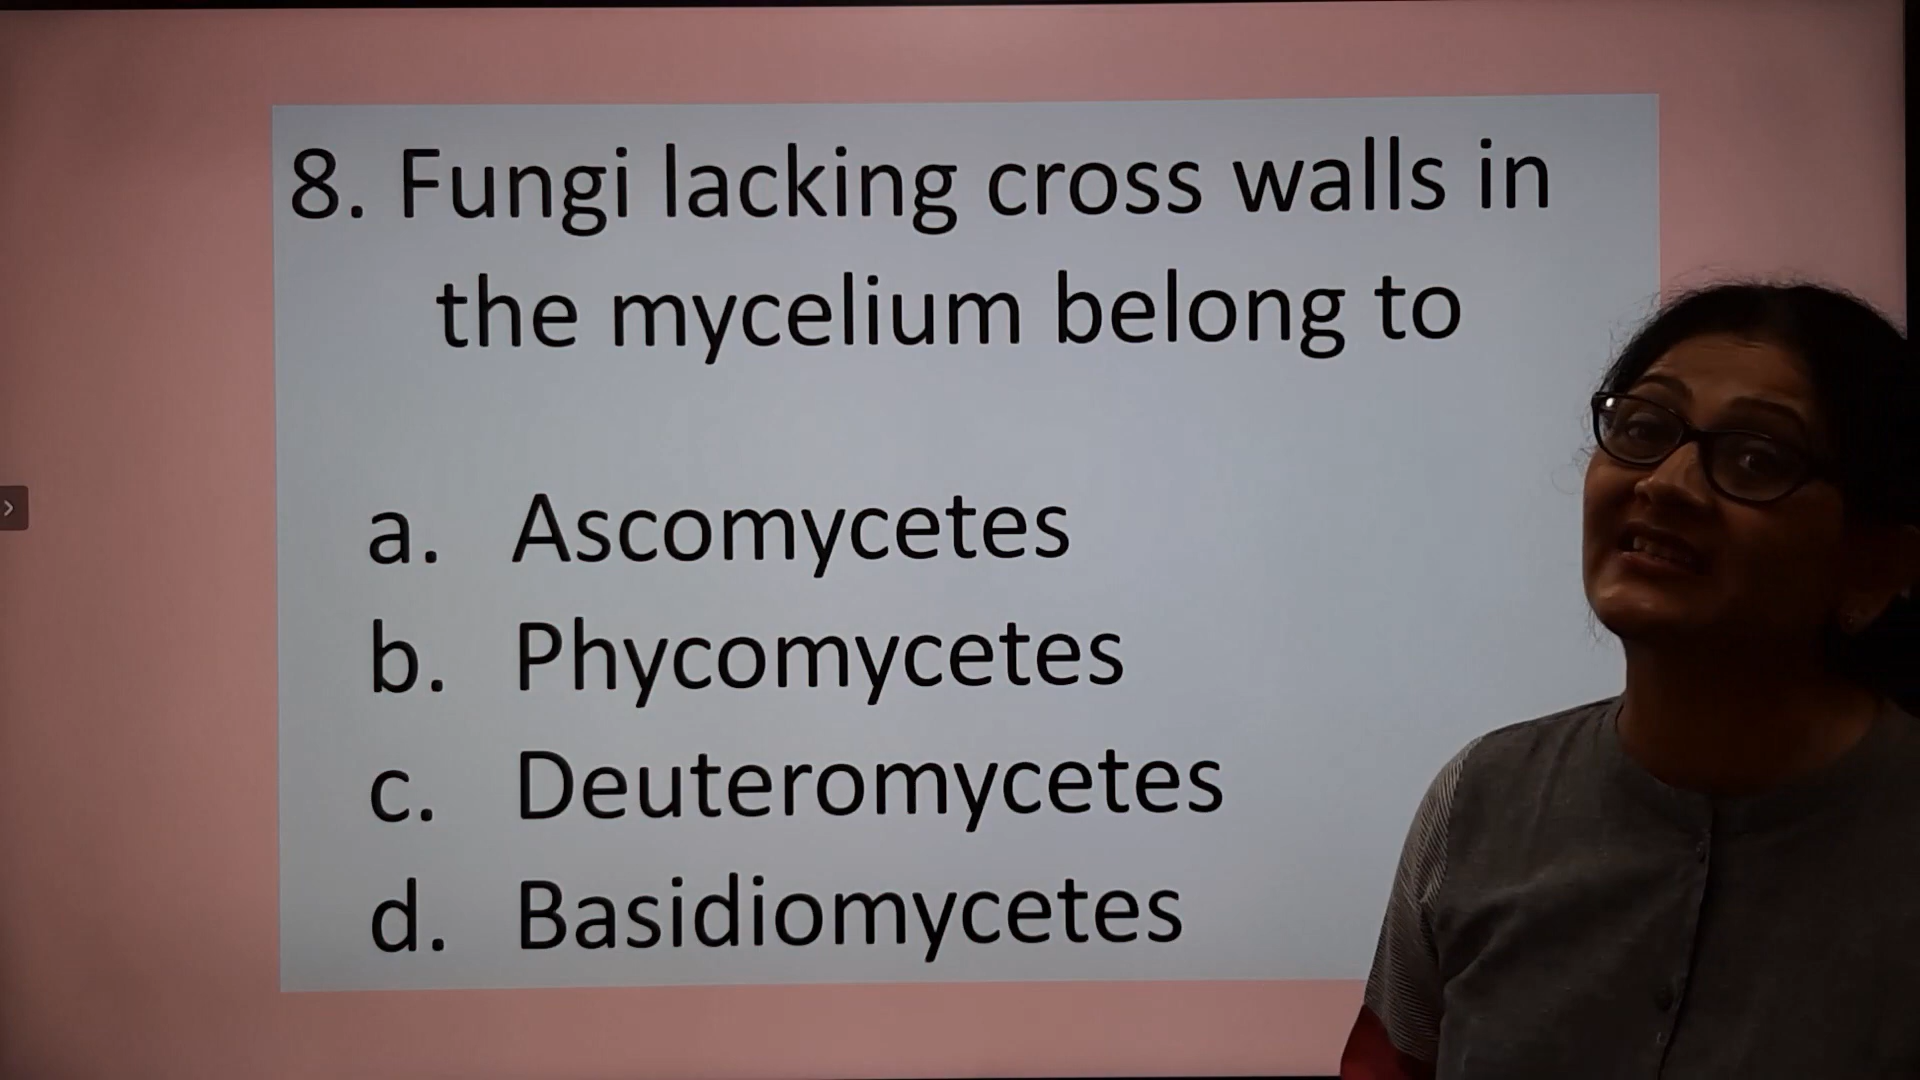 8. Fungi lacking cross walls in
the mycelium belong to
a. Ascomycetes
b. Phycomycetes
c. Deuteromycetes
d. Basidiomycetes